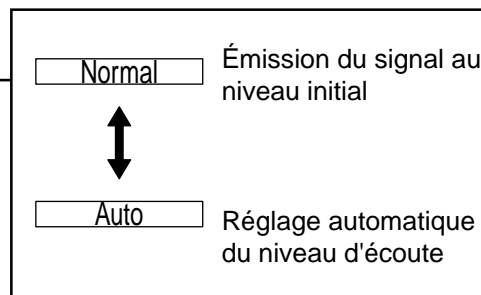 Normal
Émission du signal au
niveau initial
Auto
Réglage automatique
du niveau d'écoute